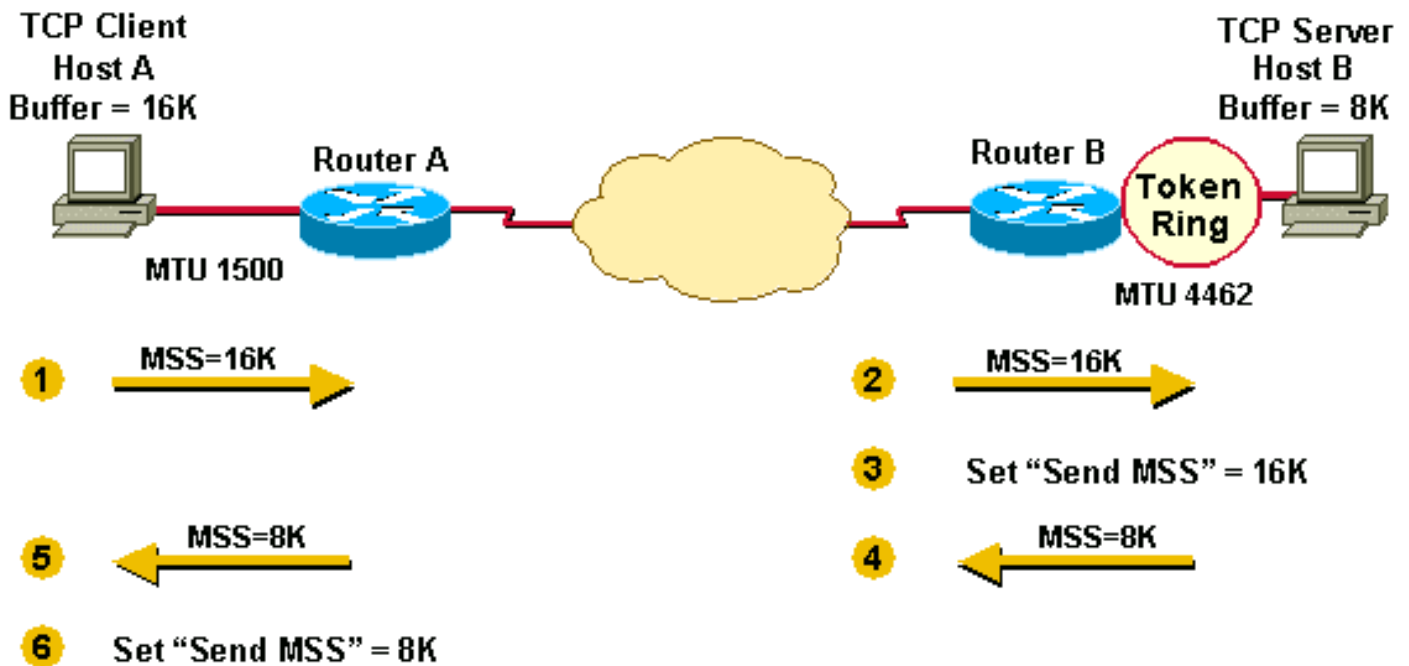 TCP Client
Host A
Buffer = 16K
TCP Server
Host B
Buffer = 8K
Router A
Router B
Token
Ring
MTU 1500
MTU 4462
1
MSS=16K
2
MSS=16K
3
Set “Send MSS” = 16K
5
MSS=8K
4
MSS=8K
6
Set “Send MSS” = 8K